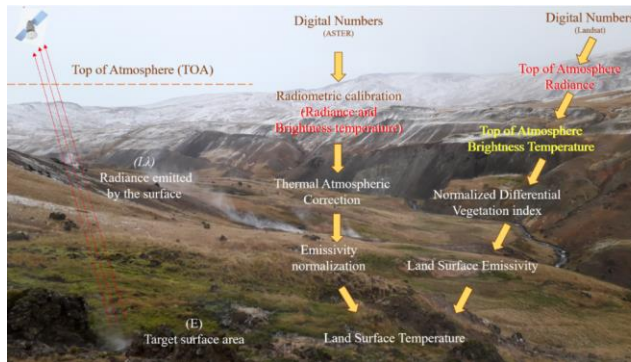 Digital Numbers
(ASTER)
Digital Numbers
(Landsat)
Top of Atmosphere (TOA)
Top of Atmosphere
Radiance
Radiometric calibration
(Radiance and
Brightness temperature)
Top of Atmosphere
Brightness Temperature
(Lλ)
Radiance emitted
by the surface
Thermal Atmospheric
Correction
Normalized Differential
Vegetation index
Emissivity
normalization
Land Surface Emissivity
(E)
Target surface area
Land Surface Temperature